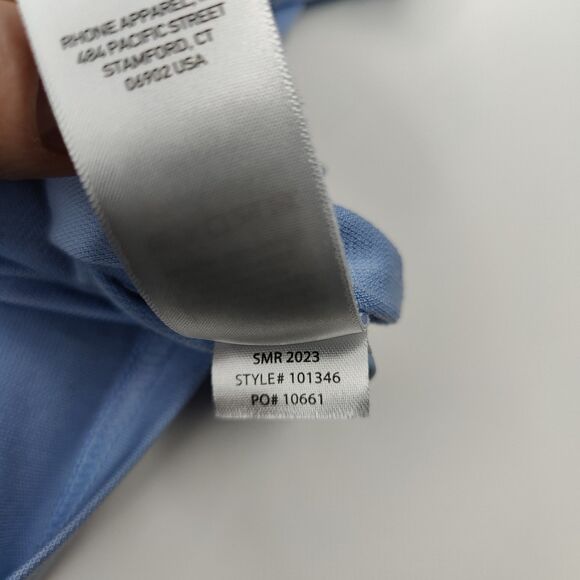 RHONE APPAREL
484 PACIFIC STREET
STAMFORD, CT
06902 USA
SMR 2023
STYLE# 101346
PO# 10661